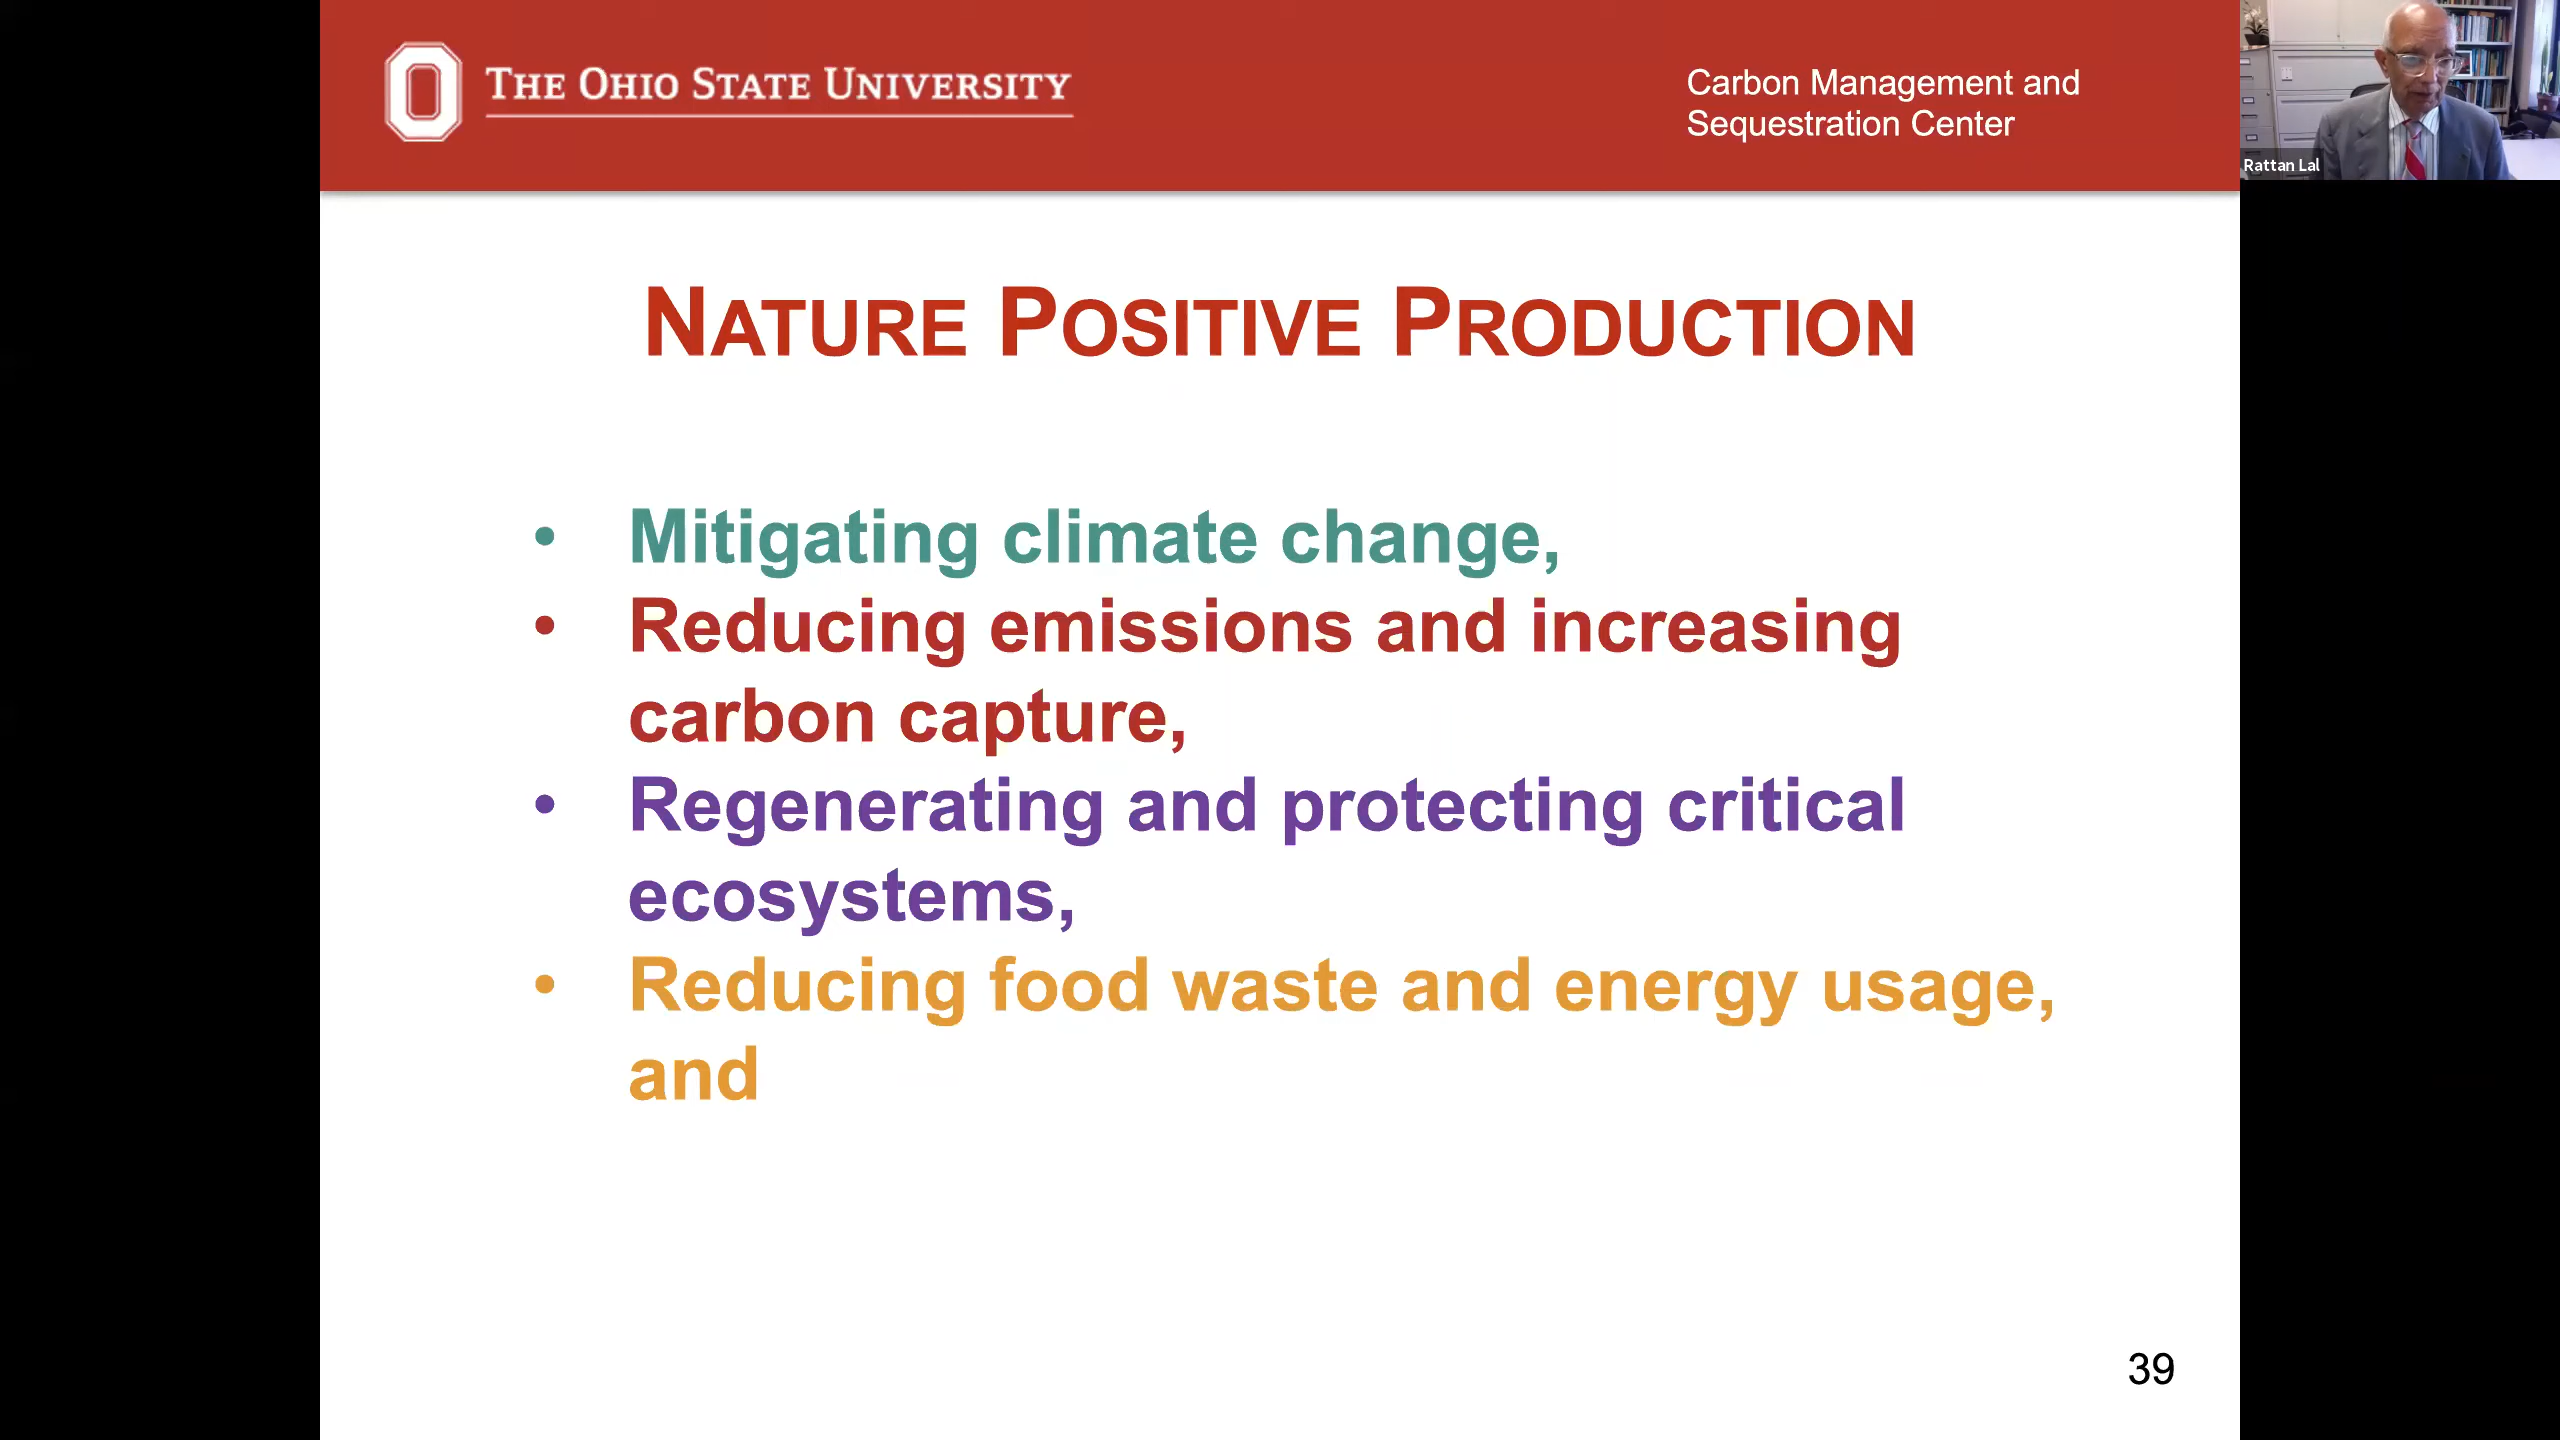 THE OHIO STATE UNIVERSITY
Carbon Management and
Sequestration Center
Rattan Lal
NATURE POSITIVE PRODUCTION
• Mitigating climate change,
• Reducing emissions and increasing
carbon capture,
• Regenerating and protecting critical
ecosystems,
• Reducing food waste and energy usage,
and
39